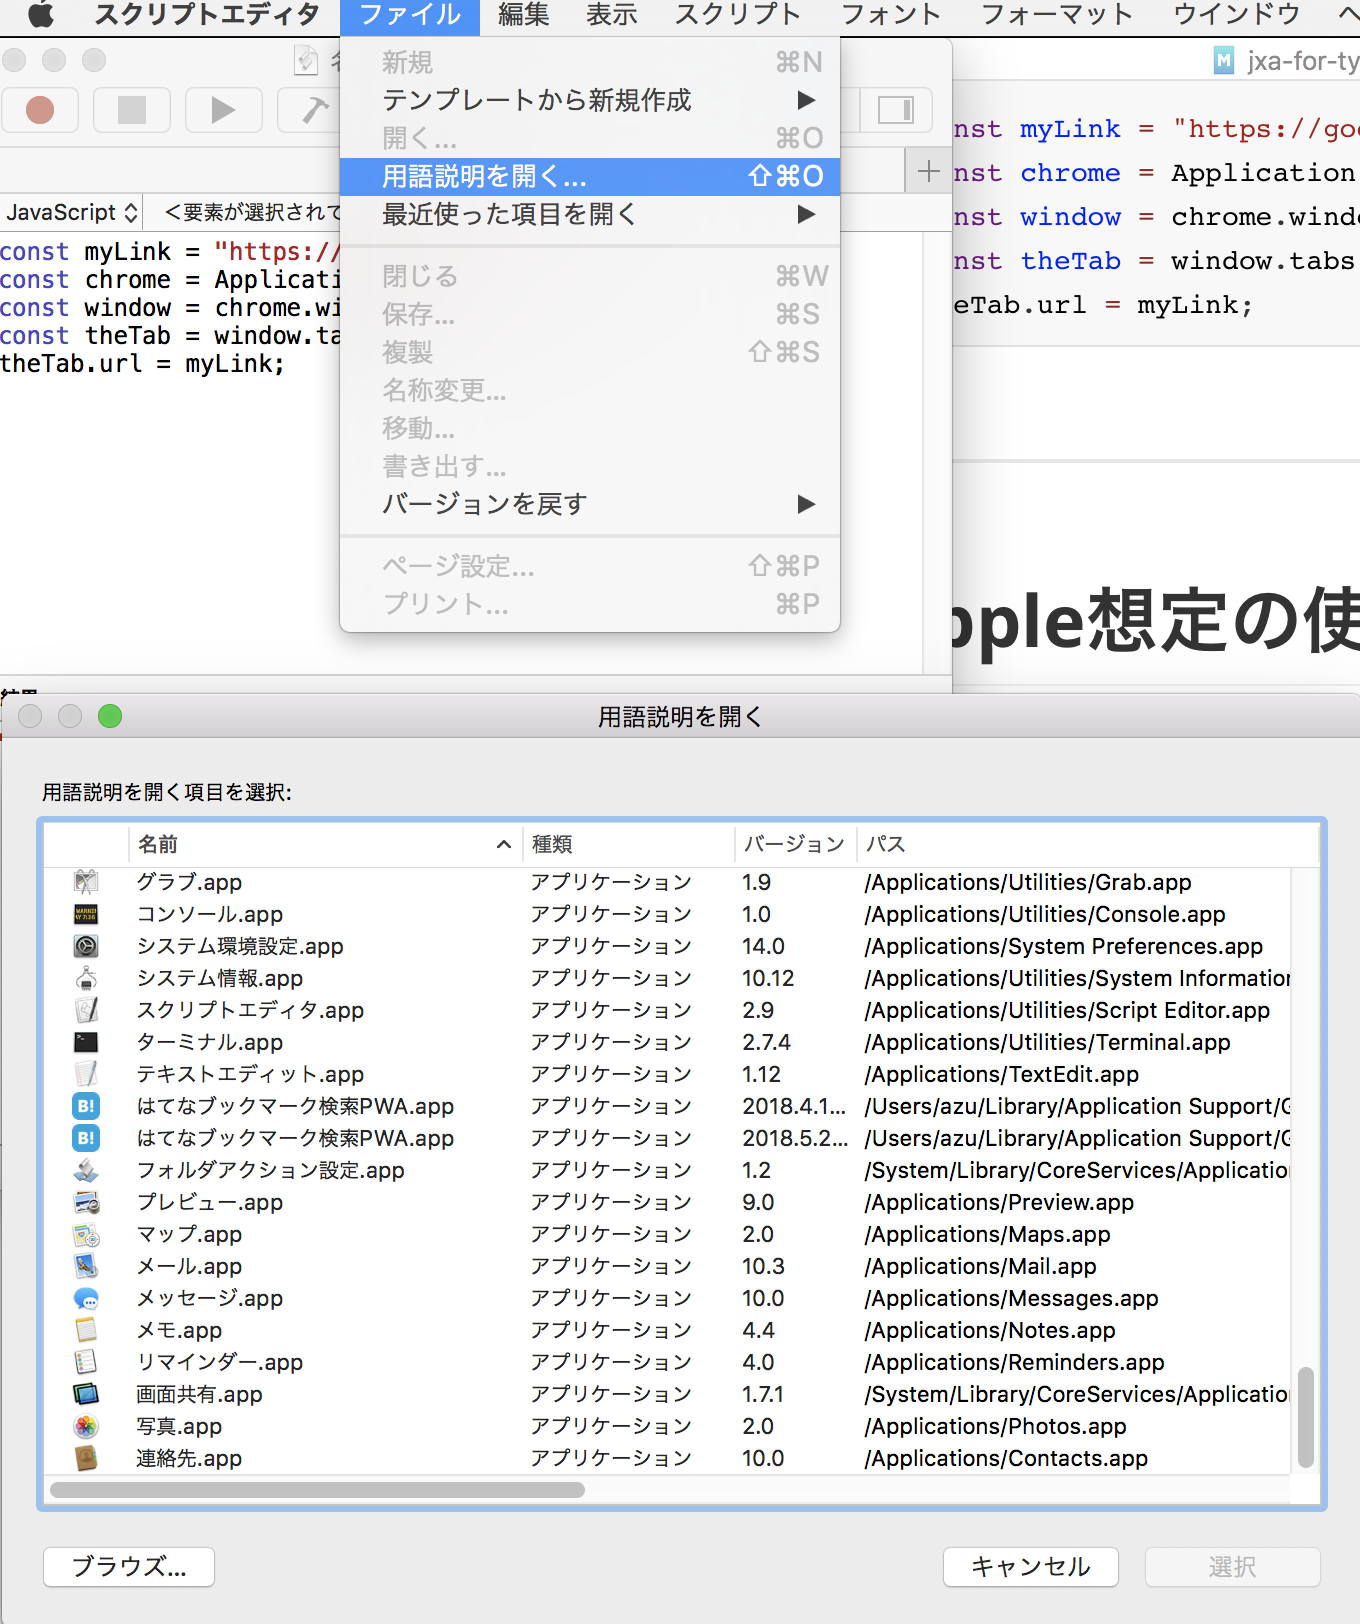 スクリプトエディタ ファイル 編集 表示 スクリプト フォント フォーマット ウインドウ ヘ
新規 ⌘N
テンプレートから新規作成 ▶
開く... ⌘O
用語説明を開く... ⇧⌘O
最近使った項目を開く ▶
閉じる ⌘W
保存... ⌘S
複製 ⇧⌘S
名称変更...
移動...
書き出す...
バージョンを戻す ▶
ページ設定... ⇧⌘P
プリント... ⌘P
JavaScript <要素が選択されて
const myLink = "https://
const chrome = Applicati
const window = chrome.wi
const theTab = window.ta
theTab.url = myLink;
結果
M jxa-for-ty
nst myLink = "https://goo
nst chrome = Application
nst window = chrome.windo
nst theTab = window.tabs
eTab.url = myLink;
pple想定の使
用語説明を開く
用語説明を開く項目を選択:
名前 種類 バージョン パス
グラブ.app アプリケーション 1.9 /Applications/Utilities/Grab.app
コンソール.app アプリケーション 1.0 /Applications/Utilities/Console.app
システム環境設定.app アプリケーション 14.0 /Applications/System Preferences.app
システム情報.app アプリケーション 10.12 /Applications/Utilities/System Information
スクリプトエディタ.app アプリケーション 2.9 /Applications/Utilities/Script Editor.app
ターミナル.app アプリケーション 2.7.4 /Applications/Utilities/Terminal.app
テキストエディット.app アプリケーション 1.12 /Applications/TextEdit.app
B! はてなブックマーク検索PWA.app アプリケーション 2018.4.1... /Users/azu/Library/Application Support/G
B! はてなブックマーク検索PWA.app アプリケーション 2018.5.2... /Users/azu/Library/Application Support/G
フォルダアクション設定.app アプリケーション 1.2 /System/Library/CoreServices/Applicatio
プレビュー.app アプリケーション 9.0 /Applications/Preview.app
マップ.app アプリケーション 2.0 /Applications/Maps.app
メール.app アプリケーション 10.3 /Applications/Mail.app
メッセージ.app アプリケーション 10.0 /Applications/Messages.app
メモ.app アプリケーション 4.4 /Applications/Notes.app
リマインダー.app アプリケーション 4.0 /Applications/Reminders.app
画面共有.app アプリケーション 1.7.1 /System/Library/CoreServices/Applicatio
写真.app アプリケーション 2.0 /Applications/Photos.app
連絡先.app アプリケーション 10.0 /Applications/Contacts.app
ブラウズ... キャンセル 選択